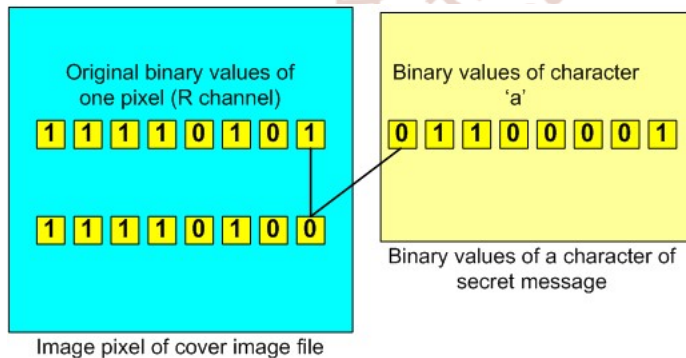 Original binary values of
one pixel (R channel)
1 1 1 1 0 1 0 1
1 1 1 1 0 1 0 0
Image pixel of cover image file
Binary values of character
'a'
0 1 1 0 0 0 0 1
Binary values of a character of
secret message